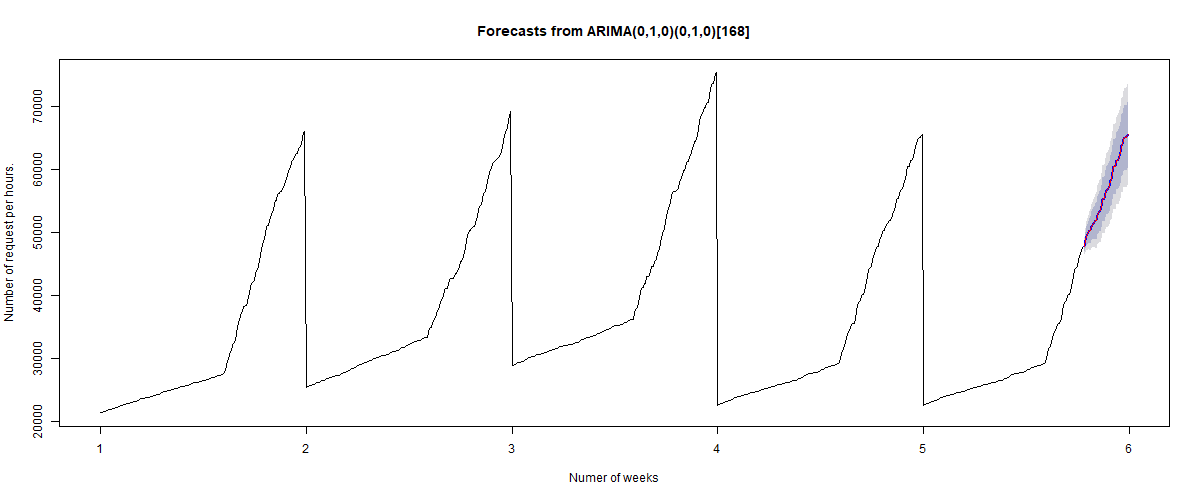 Forecasts from ARIMA(0,1,0)(0,1,0)[168]
Number of request per hours.
70000
60000
50000
40000
30000
20000
1 2 3 4 5 6
Numer of weeks